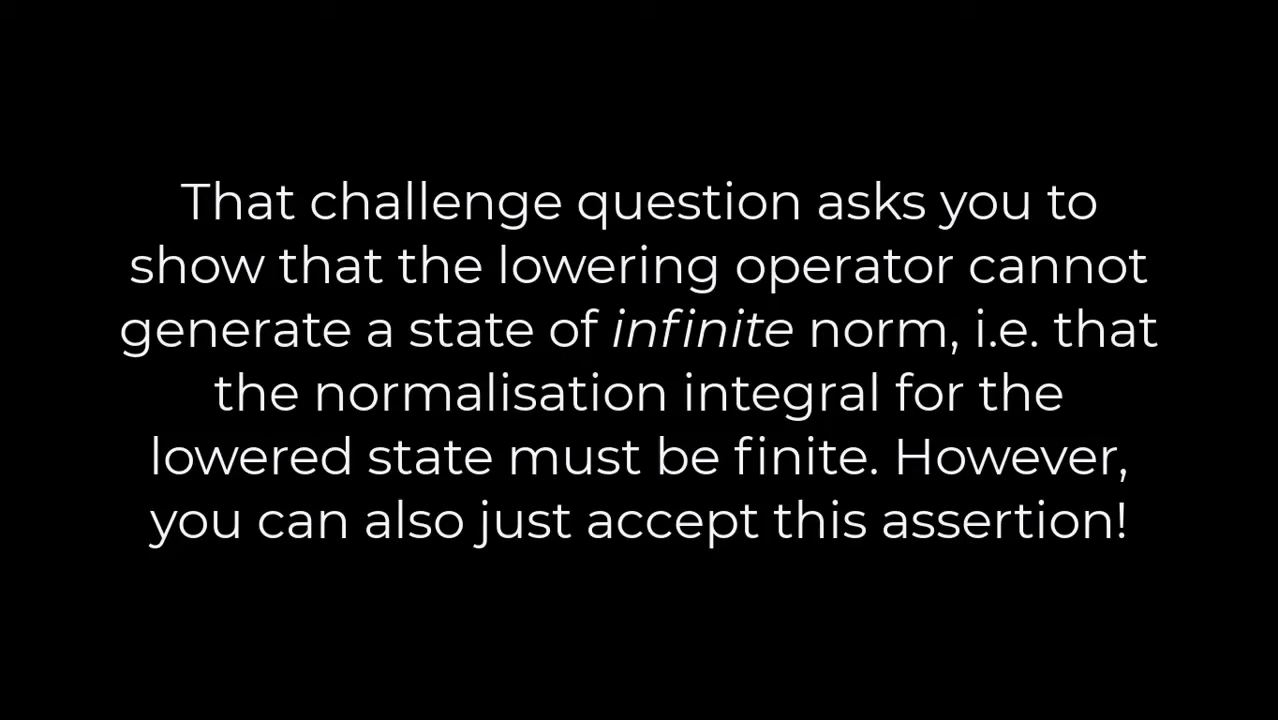 That challenge question asks you to
show that the lowering operator cannot
generate a state of infinite norm, i.e. that
the normalisation integral for the
lowered state must be finite. However,
you can also just accept this assertion!